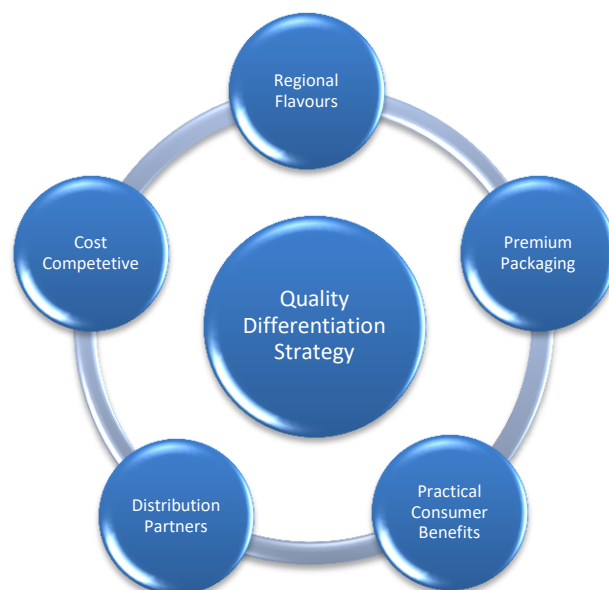 Regional
Flavours
Premium
Packaging
Practical
Consumer
Benefits
Distribution
Partners
Cost
Competetive
Quality
Differentiation
Strategy